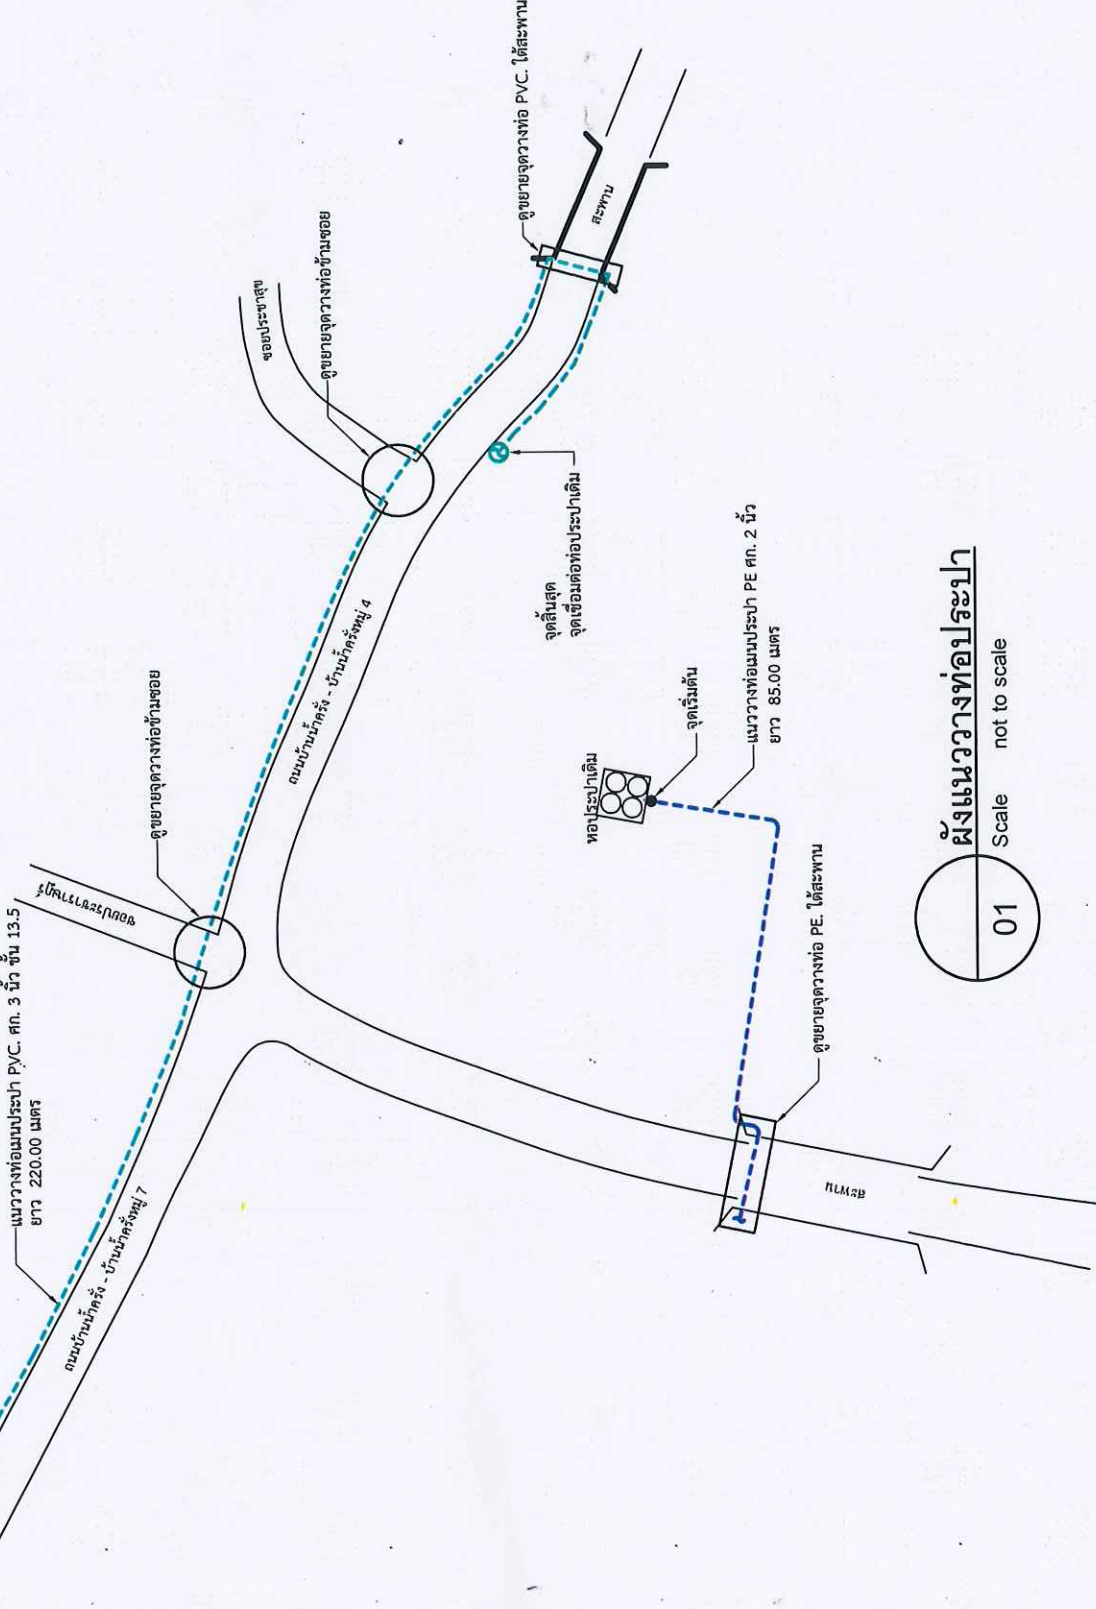 แนววางท่อเมนประปา PVC. ศก. 3 นิ้ว ชั้น 13.5
ยาว 220.00 เมตร
ถนนบ้านน้ำครั่ง - บ้านน้ำครั่งหมู่ 7
ดูขยายจุดวางท่อข้ามซอย
ถนนบ้านน้ำครั่ง - บ้านน้ำครั่งหมู่ 4
ซอยประชาสุข
ดูขยายจุดวางท่อข้ามซอย
ดูขยายจุดวางท่อ PVC. ใต้สะพาน
สะพาน
จุดสิ้นสุด
จุดเชื่อมต่อท่อประปาเดิม
หอประปาเดิม
จุดเริ่มต้น
แนววางท่อเมนประปา PE ศก. 2 นิ้ว
ยาว 85.00 เมตร
ดูขยายจุดวางท่อ PE. ใต้สะพาน
สะพาน
01
ผังแนววางท่อประปา
Scale not to scale